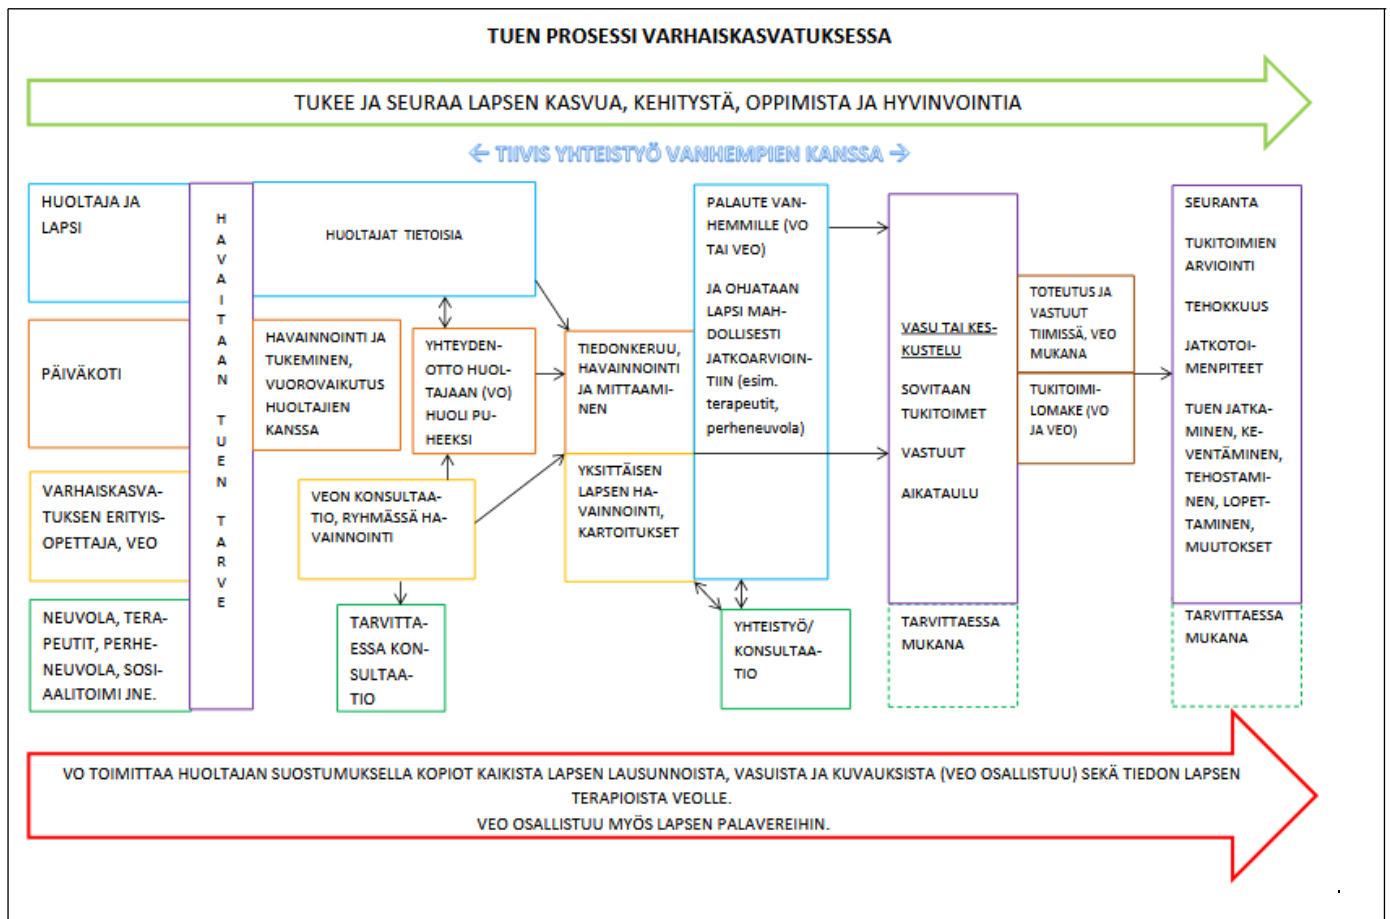 TUEN PROSESSI VARHAISKASVATUKSESSA
TUKEE JA SEURAA LAPSEN KASVUA, KEHITYSTÄ, OPPIMISTA JA HYVINVOINTIA
← TIIVIS YHTEISTYÖ VANHEMPIEN KANSSA →
HUOLTAJA JA
LAPSI
PÄIVÄKOTI
VARHAISKASVA-
TUKSEN ERITYIS-
OPETTAJA, VEO
NEUVOLA, TERA-
PEUTIT, PERHE-
NEUVOLA, SOSI-
AALITOIMI JNE.
H
A
V
A
I
T
A
A
N
T
U
E
N
T
A
R
V
E
HUOLTAJAT TIETOISIA
HAVAINNOINTI JA
TUKEMINEN,
VUOROVAIKUTUS
HUOLTAJIEN
KANSSA
YHTEYDEN-
OTTO HUOL-
TAJAAN (VO)
HUOLI PU-
HEEKSI
VEON KONSULTAA-
TIO, RYHMÄSSÄ HA-
VAINNOINTI
TARVITTA-
ESSA KON-
SULTAA-
TIO
TIEDONKERUU,
HAVAINNOINTI
JA MITTAAMI-
NEN
YKSITTÄISEN
LAPSEN HA-
VAINNOINTI,
KARTOITUKSET
PALAUTE VAN-
HEMMILLE (VO
TAI VEO)
JA OHJATAAN
LAPSI MAH-
DOLLISESTI
JATKOARVIOIN-
TIIN (esim.
terapeutit,
perheneuvola)
YHTEISTYÖ/
KONSULTAA-
TIO
VASU TAI KES-
KUSTELU
SOVITAAN
TUKITOIMET
VASTUUT
AIKATAULU
TARVITTAESSA
MUKANA
TOTEUTUS JA
VASTUUT
TIIMISSÄ, VEO
MUKANA
TUKITOIMI-
LOMAKE (VO
JA VEO)
SEURANTA
TUKITOIMIEN
ARVIOINTI
TEHOKKUUS
JATKOTOI-
MENPITEET
TUEN JATKA-
MINEN, KE-
VENTÄMINEN,
TEHOSTAMI-
NEN, LOPET-
TAMINEN,
MUUTOKSET
TARVITTAESSA
MUKANA
VO TOIMITTAA HUOLTAJAN SUOSTUMUKSELLA KOPIOT KAIKISTA LAPSEN LAUSUNNOISTA, VASUISTA JA KUVAUKSISTA (VEO OSALLISTUU) SEKÄ TIEDON LAPSEN
TERAPIOISTA VEOLLE.
VEO OSALLISTUU MYÖS LAPSEN PALAVEREIHIN.